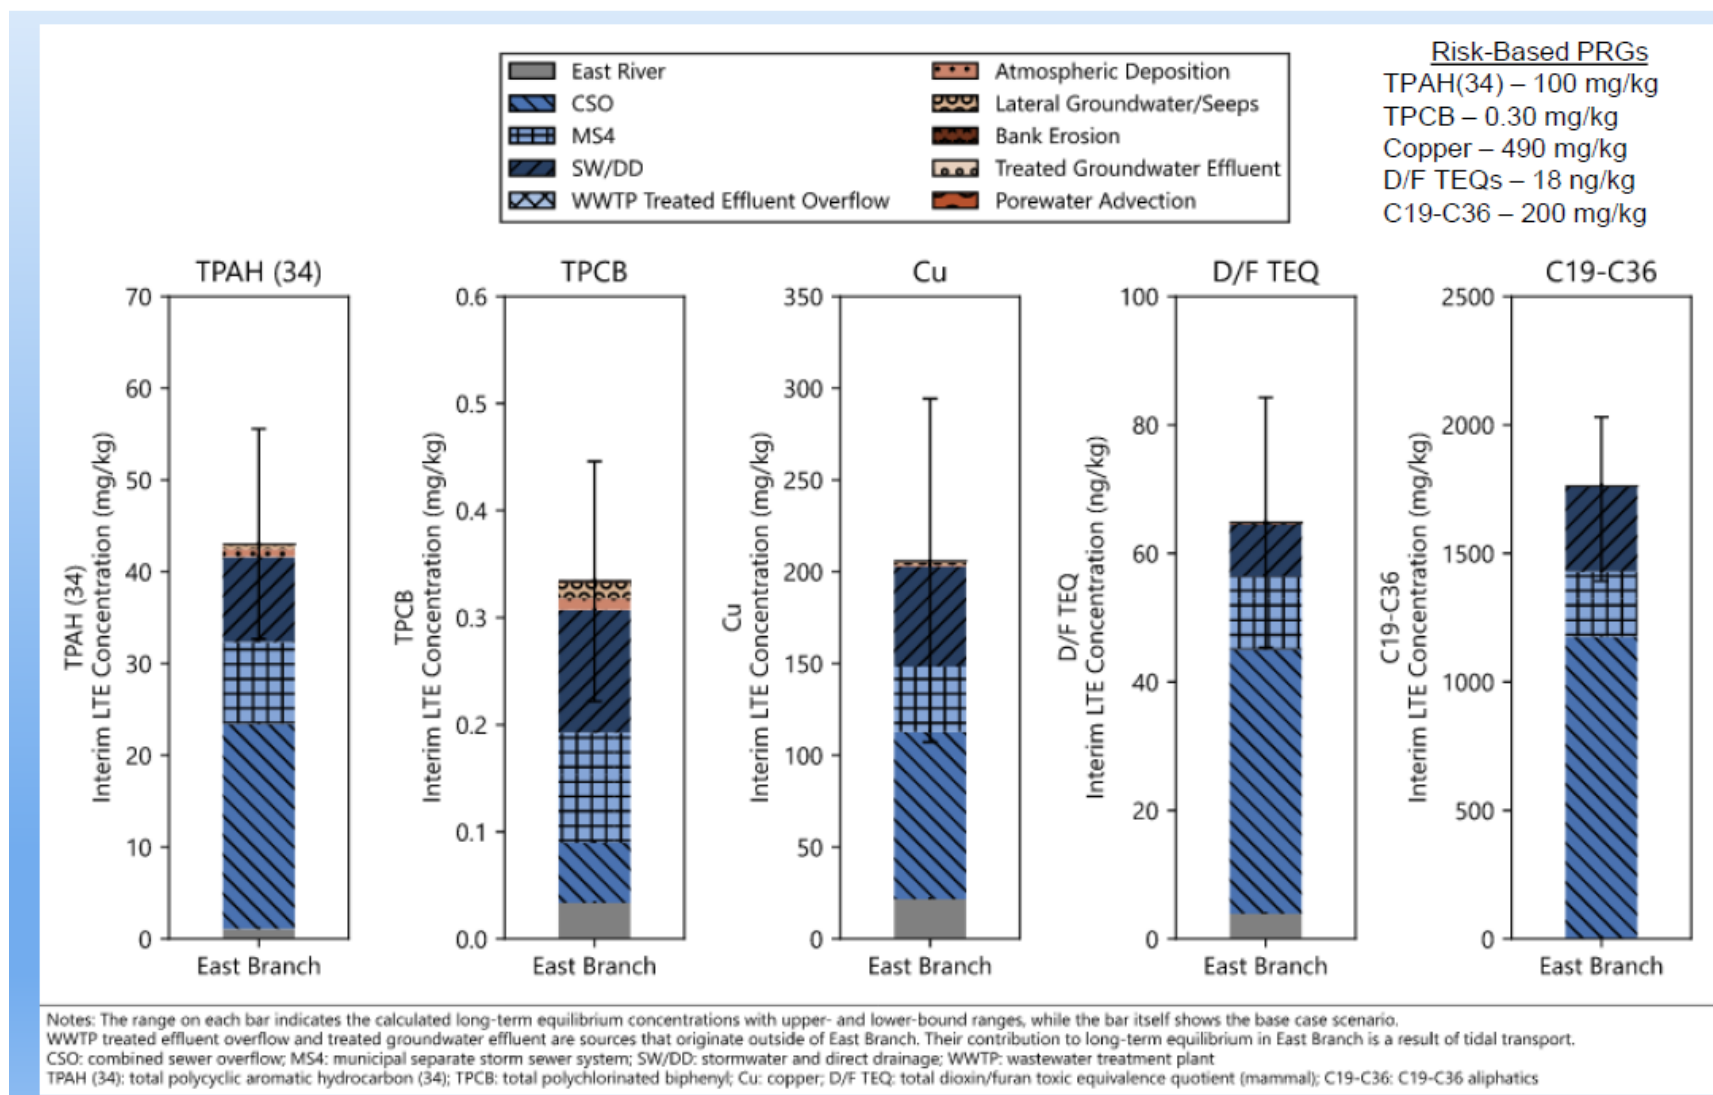 Risk-Based PRGs
TPAH(34) – 100 mg/kg
TPCB – 0.30 mg/kg
Copper – 490 mg/kg
D/F TEQs – 18 ng/kg
C19-C36 – 200 mg/kg
East River
CSO
MS4
SW/DD
WWTP Treated Effluent Overflow
Atmospheric Deposition
Lateral Groundwater/Seeps
Bank Erosion
Treated Groundwater Effluent
Porewater Advection
TPAH (34)
70
60
50
40
30
20
10
0
TPAH (34)
Interim LTE Concentration (mg/kg)
East Branch
TPCB
0.6
0.5
0.4
0.3
0.2
0.1
0.0
TPCB
Interim LTE Concentration (mg/kg)
East Branch
Cu
350
300
250
200
150
100
50
0
Cu
Interim LTE Concentration (mg/kg)
East Branch
D/F TEQ
100
80
60
40
20
0
D/F TEQ
Interim LTE Concentration (ng/kg)
East Branch
C19-C36
2500
2000
1500
1000
500
0
C19-C36
Interim LTE Concentration (mg/kg)
East Branch
Notes: The range on each bar indicates the calculated long-term equilibrium concentrations with upper- and lower-bound ranges, while the bar itself shows the base case scenario.
WWTP treated effluent overflow and treated groundwater effluent are sources that originate outside of East Branch. Their contribution to long-term equilibrium in East Branch is a result of tidal transport.
CSO: combined sewer overflow; MS4: municipal separate storm sewer system; SW/DD: stormwater and direct drainage; WWTP: wastewater treatment plant
TPAH (34): total polycyclic aromatic hydrocarbon (34); TPCB: total polychlorinated biphenyl; Cu: copper; D/F TEQ: total dioxin/furan toxic equivalence quotient (mammal); C19-C36: C19-C36 aliphatics